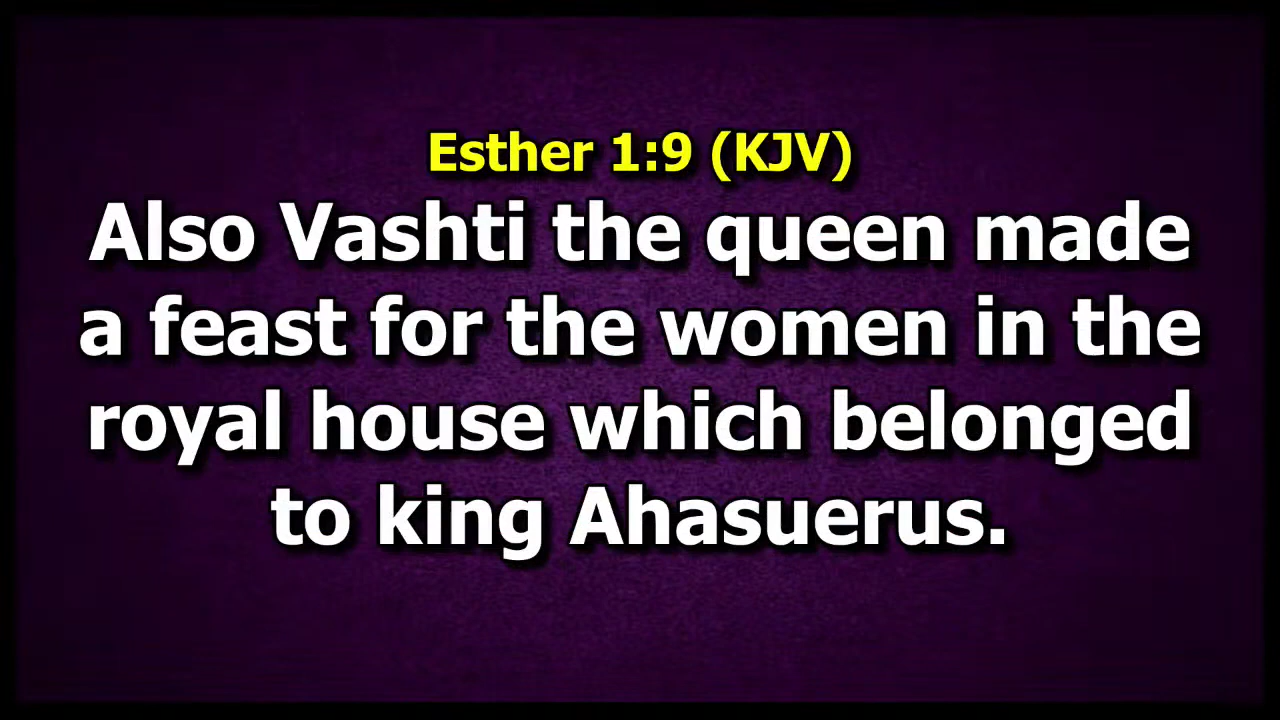 Esther 1:9 (KJV)
Also Vashti the queen made
a feast for the women in the
royal house which belonged
to king Ahasuerus.